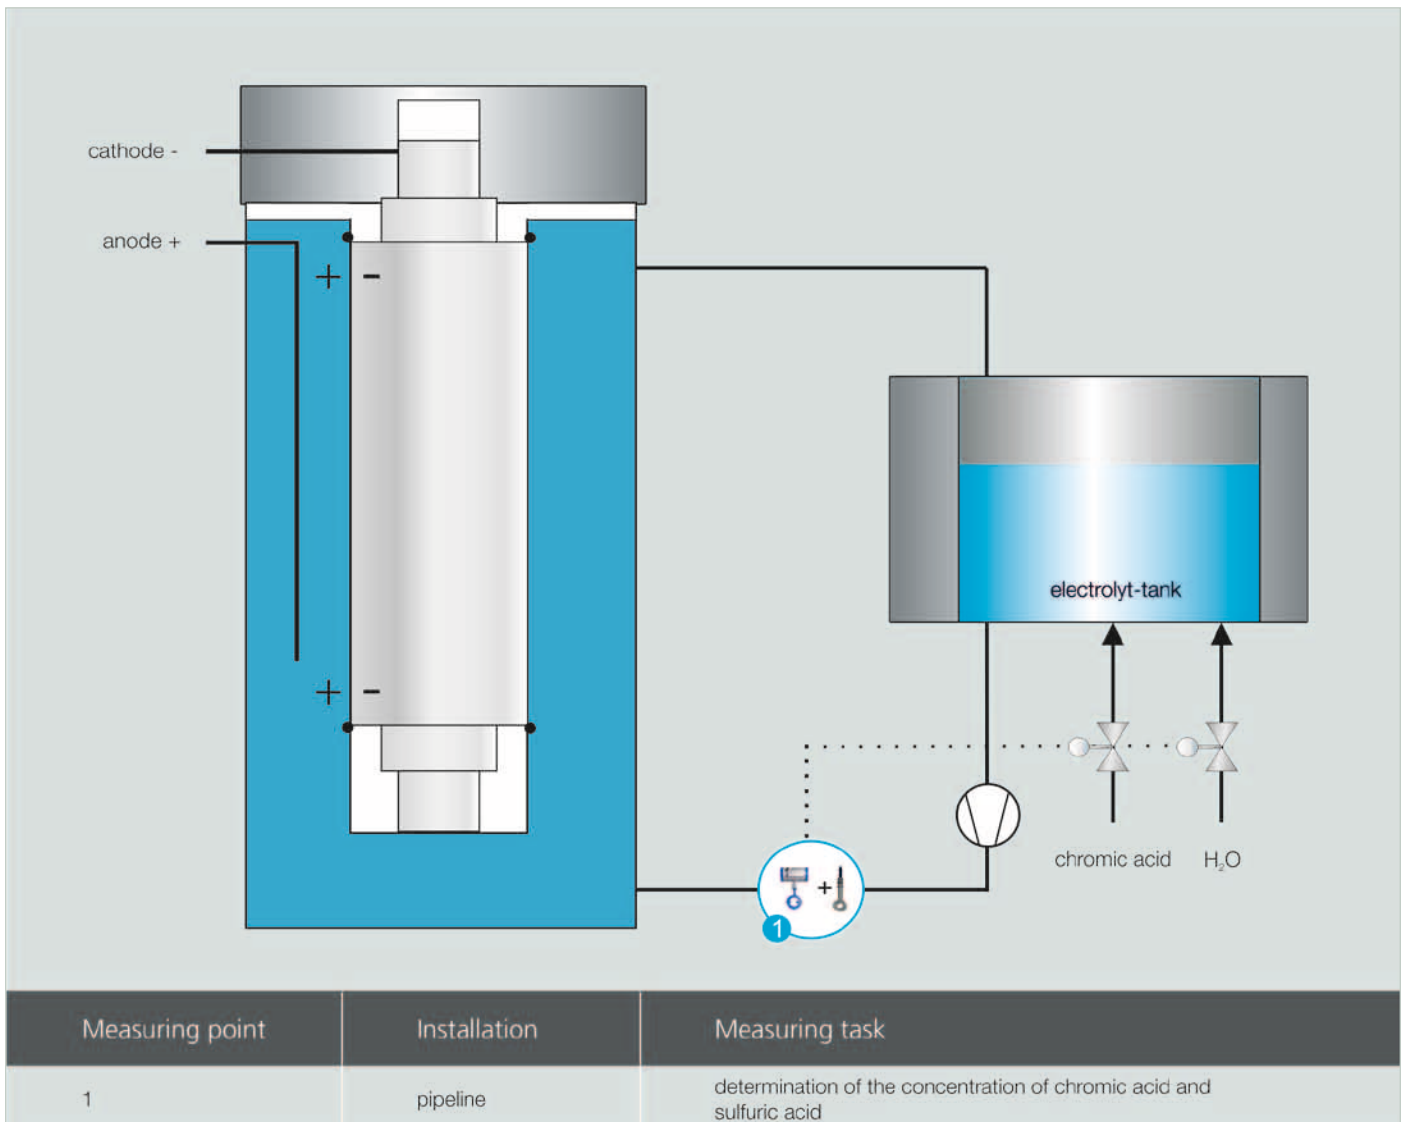 cathode -
anode +
+ -
+ -
electrolyt-tank
chromic acid
H₂O
+
1
Measuring point
Installation
Measuring task
1
pipeline
determination of the concentration of chromic acid and
sulfuric acid